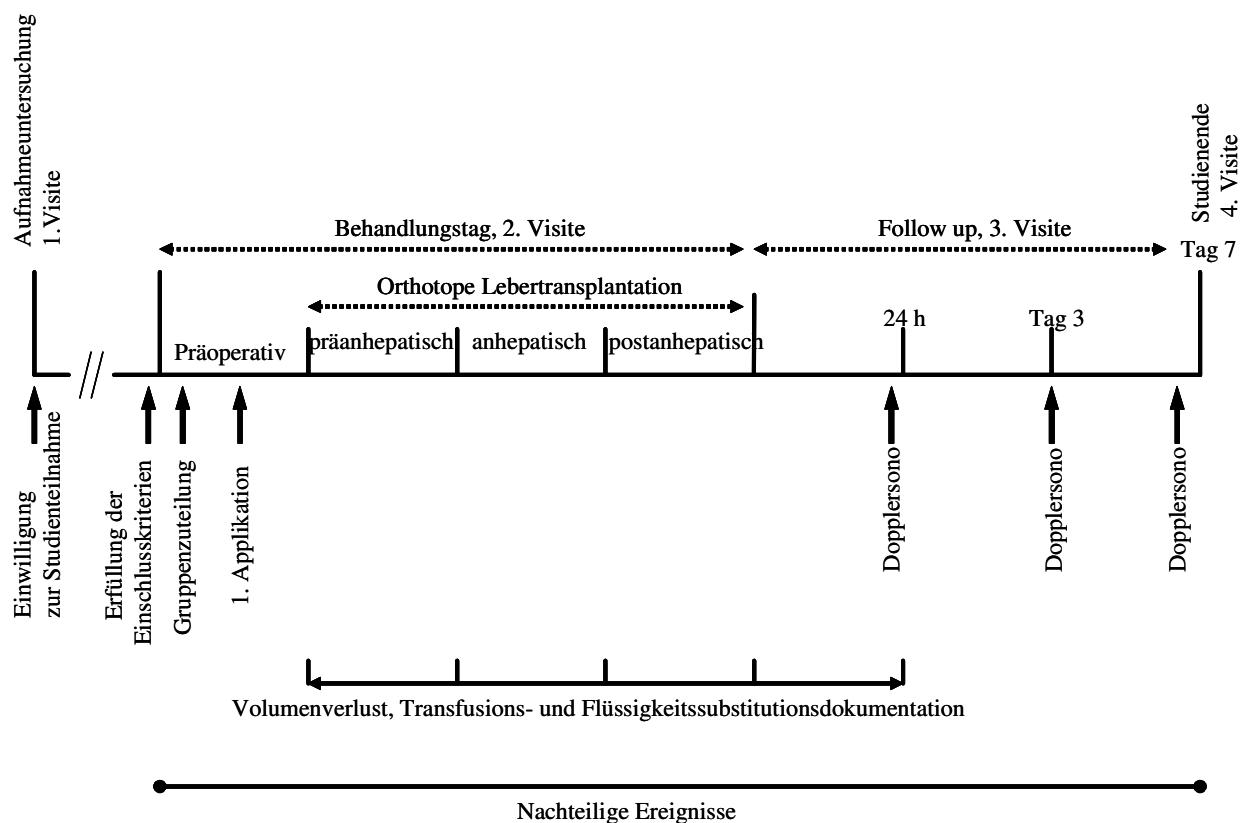 Aufnahmeuntersuchung
1.Visite
Studienende
4. Visite
Tag 7
Behandlungstag, 2. Visite
Follow up, 3. Visite
Orthotope Lebertransplantation
24 h
Tag 3
Präoperativ
präanhepatisch
anhepatisch
postanhepatisch
Einwilligung
zur Studienteilnahme
Erfüllung der
Einschlusskriterien
Gruppenzuteilung
1. Applikation
Dopplersono
Dopplersono
Dopplersono
Volumenverlust, Transfusions- und Flüssigkeitssubstitutionsdokumentation
Nachteilige Ereignisse